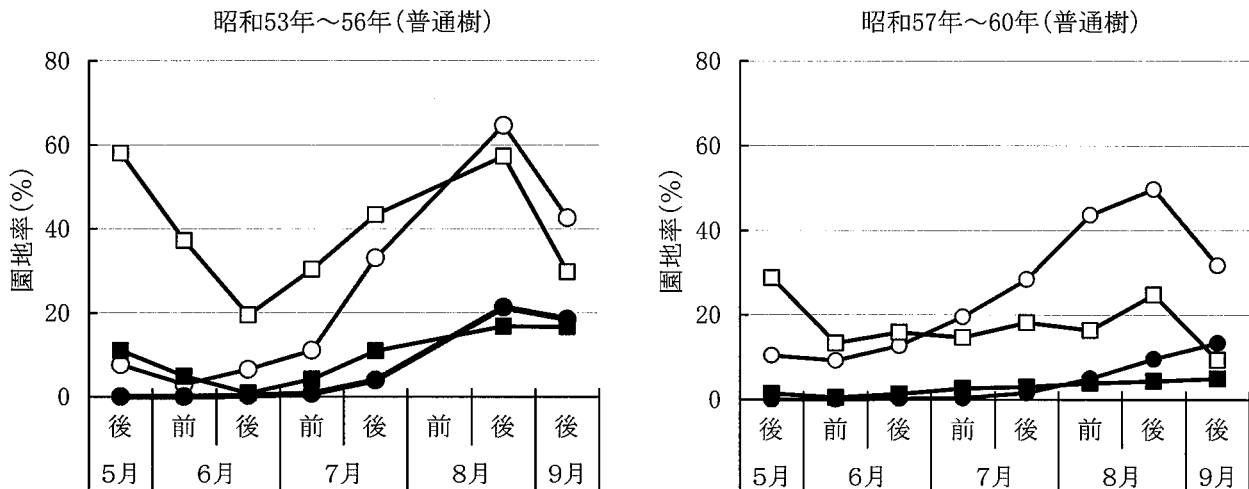 昭和53年～56年(普通樹)
園地率(%)
80
60
40
20
0
後 前 後 前 後 前 後 後
5月 6月 7月 8月 9月
昭和57年～60年(普通樹)
園地率(%)
80
60
40
20
0
後 前 後 前 後 前 後 後
5月 6月 7月 8月 9月